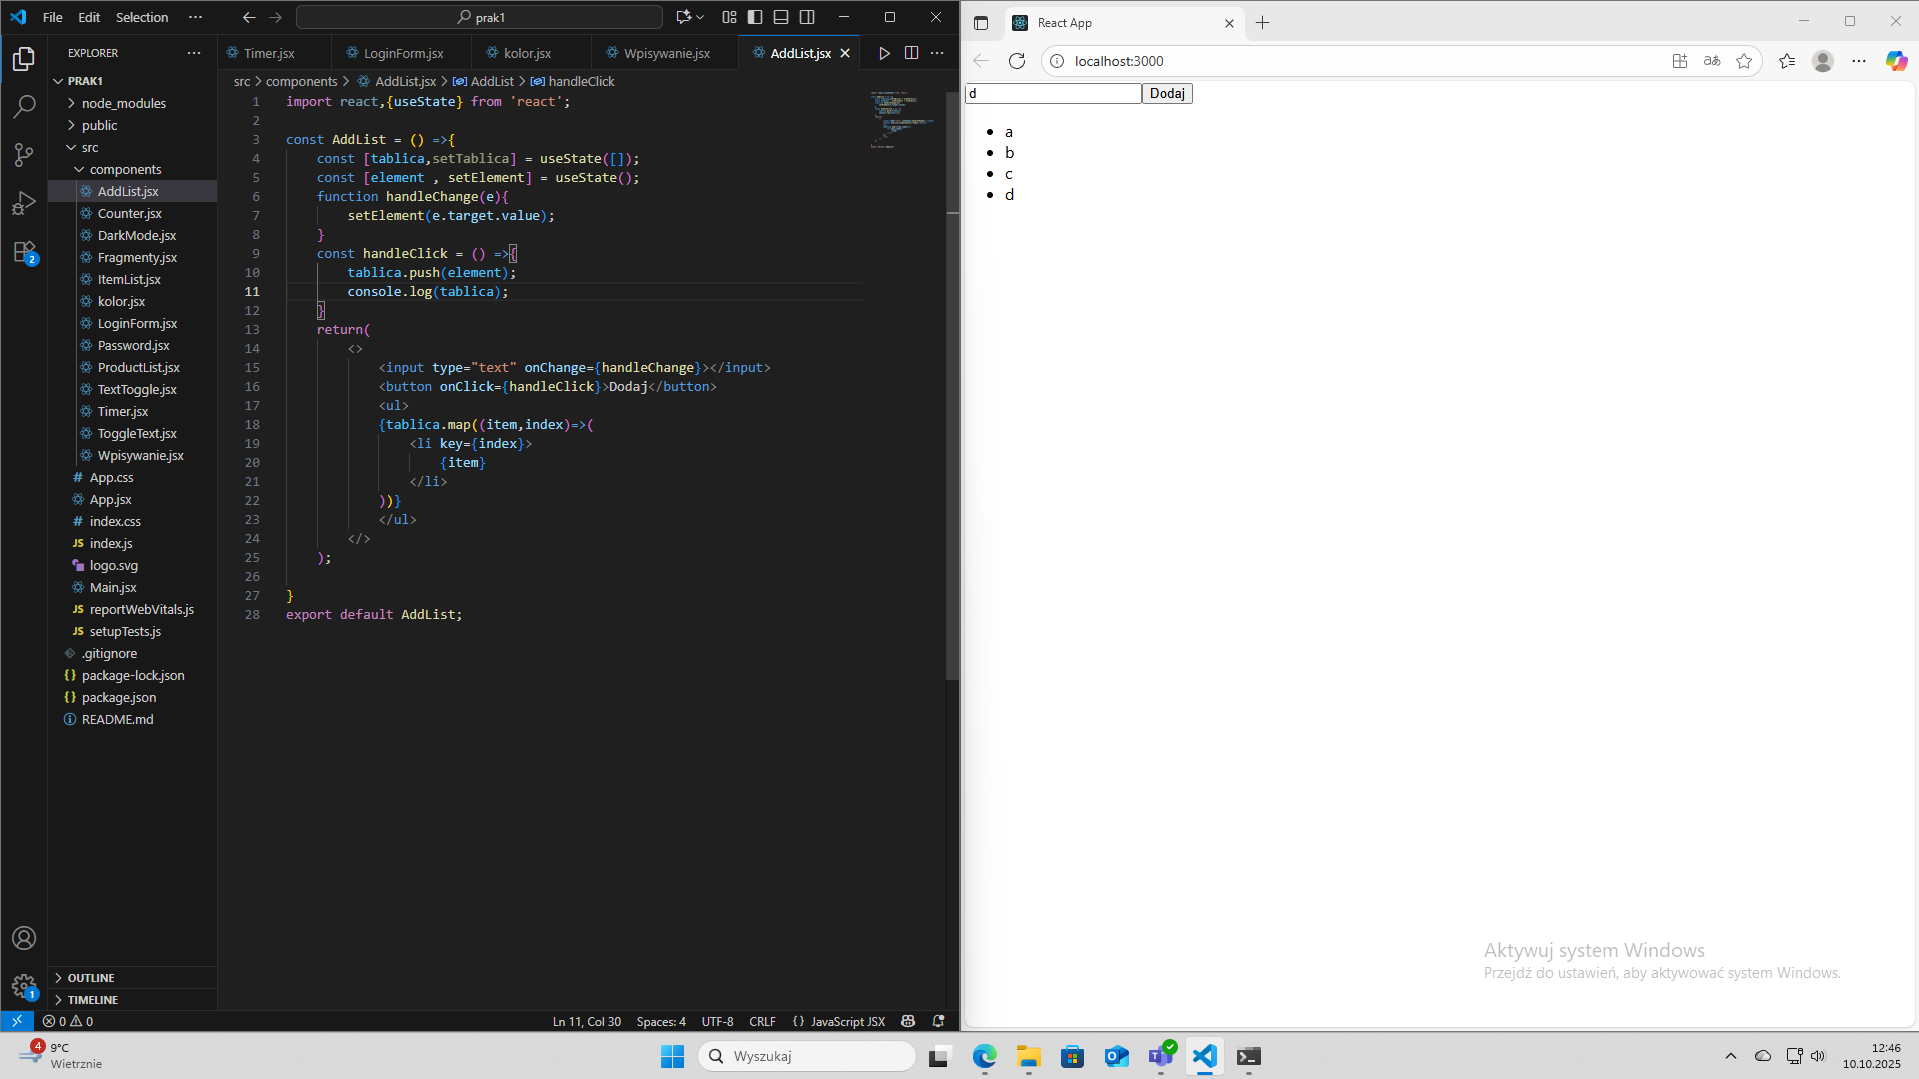 File Edit Selection ··· prak1
EXPLORER ···
PRAK1
node_modules
public
src
components
AddList.jsx
Counter.jsx
DarkMode.jsx
Fragmenty.jsx
ItemList.jsx
kolor.jsx
LoginForm.jsx
Password.jsx
ProductList.jsx
TextToggle.jsx
Timer.jsx
ToggleText.jsx
Wpisywanie.jsx
# App.css
App.jsx
# index.css
JS index.js
logo.svg
Main.jsx
JS reportWebVitals.js
JS setupTests.js
.gitignore
{} package-lock.json
{} package.json
README.md
OUTLINE
TIMELINE
2
1
Timer.jsx LoginForm.jsx kolor.jsx Wpisywanie.jsx AddList.jsx
src > components > AddList.jsx > AddList > handleClick
1 import react,{useState} from 'react';
2
3 const AddList = () =>{
4 const [tablica,setTablica] = useState([]);
5 const [element , setElement] = useState();
6 function handleChange(e){
7 setElement(e.target.value);
8 }
9 const handleClick = () =>{
10 tablica.push(element);
11 console.log(tablica);
12 }
13 return(
14 <>
15 <input type="text" onChange={handleChange}></input>
16 <button onClick={handleClick}>Dodaj</button>
17 <ul>
18 {tablica.map((item,index)=>(
19 <li key={index}>
20 {item}
21 </li>
22 ))}
23 </ul>
24 </>
25 );
26
27 }
28 export default AddList;
0 0 Ln 11, Col 30 Spaces: 4 UTF-8 CRLF {} JavaScript JSX
React App
localhost:3000 aあ
d Dodaj
• a
• b
• c
• d
Aktywuj system Windows
Przejdź do ustawień, aby aktywować system Windows.
4 9°C
Wietrznie
Wyszukaj
12:46
10.10.2025